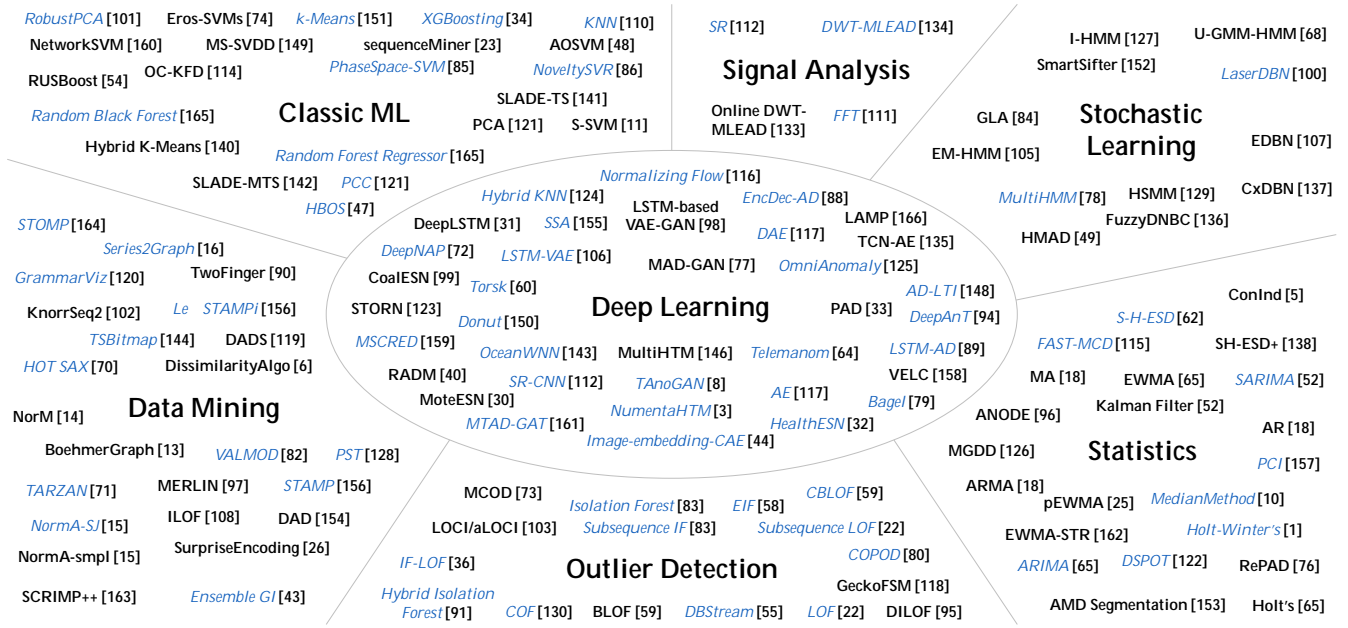 RobustPCA [101] Eros-SVMs [74] k-Means [151] XGBoosting [34] KNN [110]
NetworkSVM [160] MS-SVDD [149] sequenceMiner [23] AOSVM [48]
RUSBoost [54] OC-KFD [114] PhaseSpace-SVM [85] NoveltySVR [86]
SLADE-TS [141]
Random Black Forest [165] Classic ML PCA [121] S-SVM [11]
Hybrid K-Means [140] Random Forest Regressor [165]
SLADE-MTS [142] PCC [121]
HBOS [47]
SR [112] DWT-MLEAD [134]
Signal Analysis
Online DWT-
MLEAD [133] FFT [111]
I-HMM [127] U-GMM-HMM [68]
SmartSifter [152] LaserDBN [100]
GLA [84] Stochastic
Learning
EM-HMM [105] EDBN [107]
MultiHMM [78] HSMM [129] CxDBN [137]
FuzzyDNBC [136]
HMAD [49]
STOMP [164]
Series2Graph [16]
GrammarViz [120] TwoFinger [90]
KnorrSeq2 [102] Le STAMPi [156]
TSBitmap [144] DADS [119]
HOT SAX [70] DissimilarityAlgo [6]
NorM [14] Data Mining
BoehmerGraph [13] VALMOD [82] PST [128]
TARZAN [71] MERLIN [97] STAMP [156]
NormA-SJ [15] ILOF [108] DAD [154]
NormA-smpl [15] SurpriseEncoding [26]
SCRIMP++ [163] Ensemble GI [43]
Normalizing Flow [116]
Hybrid KNN [124] EncDec-AD [88]
DeepLSTM [31] SSA [155] LSTM-based
VAE-GAN [98] LAMP [166]
DAE [117] TCN-AE [135]
DeepNAP [72] LSTM-VAE [106] MAD-GAN [77] OmniAnomaly [125]
CoalESN [99] Torsk [60] AD-LTI [148]
STORN [123] Deep Learning PAD [33] DeepAnT [94]
Donut [150]
MSCRED [159] OceanWNN [143] MultiHTM [146] Telemanom [64] LSTM-AD [89]
RADM [40] SR-CNN [112] TAnoGAN [8] AE [117] VELC [158]
MoteESN [30] NumentaHTM [3] Bagel [79]
MTAD-GAT [161] HealthESN [32]
Image-embedding-CAE [44]
MCOD [73] Isolation Forest [83] EIF [58] CBLOF [59]
LOCI/aLOCI [103] Subsequence IF [83] Subsequence LOF [22]
IF-LOF [36] Outlier Detection COPOD [80]
GeckoFSM [118]
Hybrid Isolation
Forest [91] COF [130] BLOF [59] DBStream [55] LOF [22] DILOF [95]
ConInd [5]
S-H-ESD [62]
FAST-MCD [115] SH-ESD+ [138]
MA [18] EWMA [65] SARIMA [52]
ANODE [96] Kalman Filter [52]
AR [18]
MGDD [126] Statistics PCI [157]
ARMA [18] pEWMA [25] MedianMethod [10]
EWMA-STR [162] Holt-Winter's [1]
ARIMA [65] DSPOT [122] RePAD [76]
AMD Segmentation [153] Holt's [65]